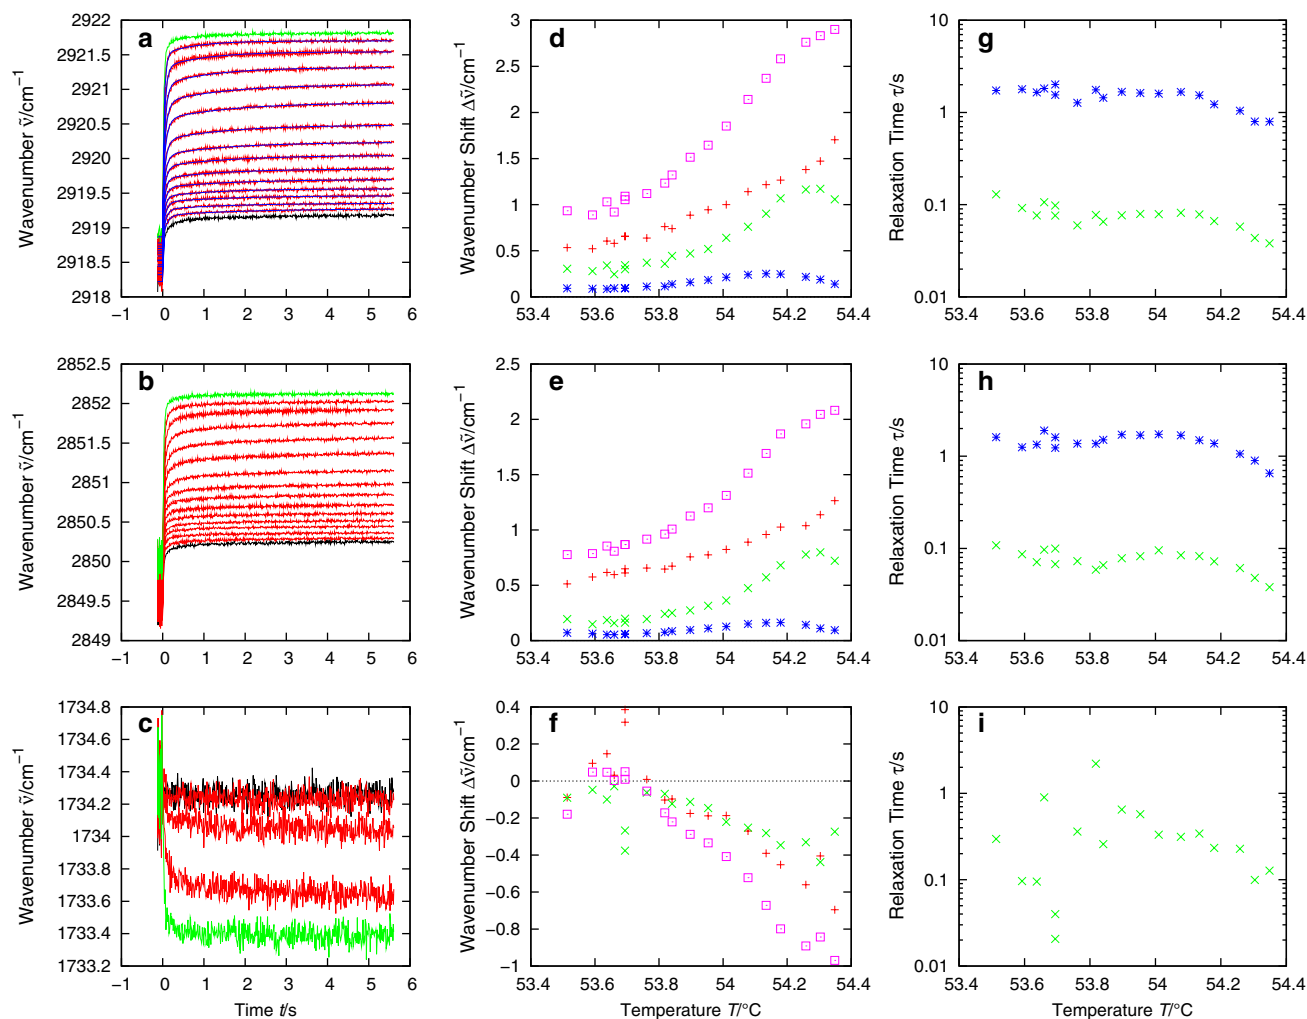 a
Wavenumber ṽ/cm⁻¹
2922
2921.5
2921
2920.5
2920
2919.5
2919
2918.5
2918
−1 0 1 2 3 4 5 6
d
Wavenumber Shift Δṽ/cm⁻¹
3
2.5
2
1.5
1
0.5
0
53.4 53.6 53.8 54 54.2 54.4
g
Relaxation Time τ/s
10
1
0.1
0.01
53.4 53.6 53.8 54 54.2 54.4
b
Wavenumber ṽ/cm⁻¹
2852.5
2852
2851.5
2851
2850.5
2850
2849.5
2849
−1 0 1 2 3 4 5 6
e
Wavenumber Shift Δṽ/cm⁻¹
2.5
2
1.5
1
0.5
0
53.4 53.6 53.8 54 54.2 54.4
h
Relaxation Time τ/s
10
1
0.1
0.01
53.4 53.6 53.8 54 54.2 54.4
c
Wavenumber ṽ/cm⁻¹
1734.8
1734.6
1734.4
1734.2
1734
1733.8
1733.6
1733.4
1733.2
−1 0 1 2 3 4 5 6
Time t/s
f
Wavenumber Shift Δṽ/cm⁻¹
0.4
0.2
0
−0.2
−0.4
−0.6
−0.8
−1
53.4 53.6 53.8 54 54.2 54.4
Temperature T/°C
i
Relaxation Time τ/s
10
1
0.1
0.01
53.4 53.6 53.8 54 54.2 54.4
Temperature T/°C